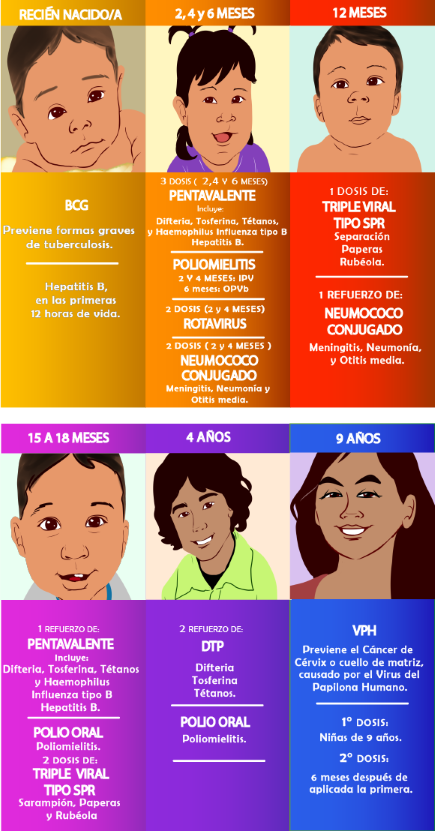 RECIÉN NACIDO/A
BCG
Previene formas graves
de tuberculosis.
Hepatitis B,
en las primeras
12 horas de vida.
2, 4 y 6 MESES
3 DOSIS ( 2,4 Y 6 MESES)
PENTAVALENTE
Incluye:
Difteria, Tosferina, Tétanos,
y Haemophilus Influenza tipo B
Hepatitis B.
POLIOMIELITIS
2 Y 4 MESES: IPV
6 meses: OPVb
2 DOSIS (2 y 4 MESES)
ROTAVIRUS
2 DOSIS ( 2 y 4 MESES )
NEUMOCOCO
CONJUGADO
Meningitis, Neumonía y
Otitis media.
12 MESES
1 DOSIS DE:
TRIPLE VIRAL
TIPO SPR
Separación
Paperas
Rubéola.
1 REFUERZO DE:
NEUMOCOCO
CONJUGADO
Meningitis, Neumonía,
y Otitis media.
15 A 18 MESES
1 REFUERZO DE:
PENTAVALENTE
Incluye:
Difteria, Tosferina, Tétanos
y Haemophilus
Influenza tipo B
Hepatitis B.
POLIO ORAL
Poliomielitis.
2 DOSIS DE:
TRIPLE VIRAL
TIPO SPR
Sarampión, Paperas
y Rubéola
4 AÑOS
2 REFUERZO DE:
DTP
Difteria
Tosferina
Tétanos.
POLIO ORAL
Poliomielitis.
9 AÑOS
VPH
Previene el Cáncer de
Cérvix o cuello de matriz,
causado por el Virus del
Papilona Humano.
1º DOSIS:
Niñas de 9 años.
2º DOSIS:
6 meses después de
aplicada la primera.